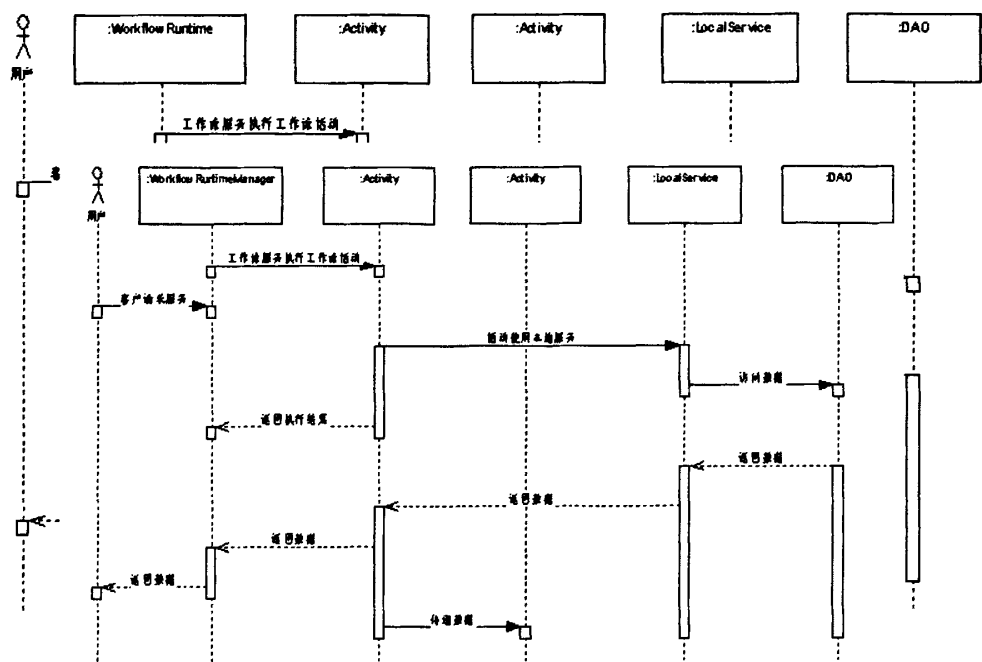 :Workflow Runtime
:Activity
:Activity
:LocalService
:DAO
用户
工作流服务执行工作流活动
客
用户
:Workflow RuntimeManager
:Activity
:Activity
:LocalService
:DAO
工作流服务执行工作流活动
客户请求服务
活动使用本地服务
访问数据
返回执行结果
返回数据
返回数据
返回数据
返回数据
传递数据